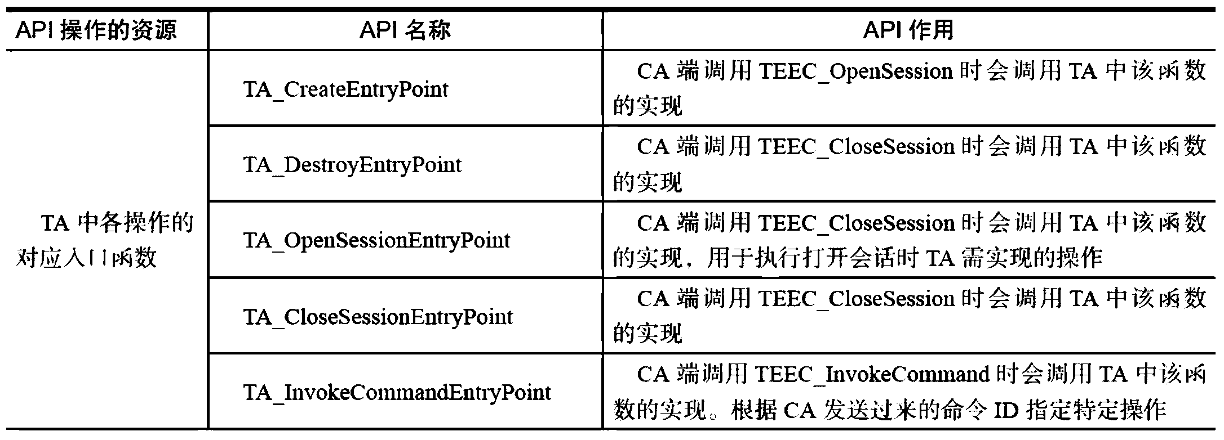 API 操作的资源 API 名称 API 作用
TA 中各操作的
对应入口函数
TA_CreateEntryPoint
CA 端调用 TEEC_OpenSession 时会调用 TA 中该函数
的实现
TA_DestroyEntryPoint
CA 端调用 TEEC_CloseSession 时会调用 TA 中该函数
的实现
TA_OpenSessionEntryPoint
CA 端调用 TEEC_CloseSession 时会调用 TA 中该函数
的实现，用于执行打开会话时 TA 需实现的操作
TA_CloseSessionEntryPoint
CA 端调用 TEEC_CloseSession 时会调用 TA 中该函数
的实现
TA_InvokeCommandEntryPoint
CA 端调用 TEEC_InvokeCommand 时会调用 TA 中该函
数的实现。根据 CA 发送过来的命令 ID 指定特定操作